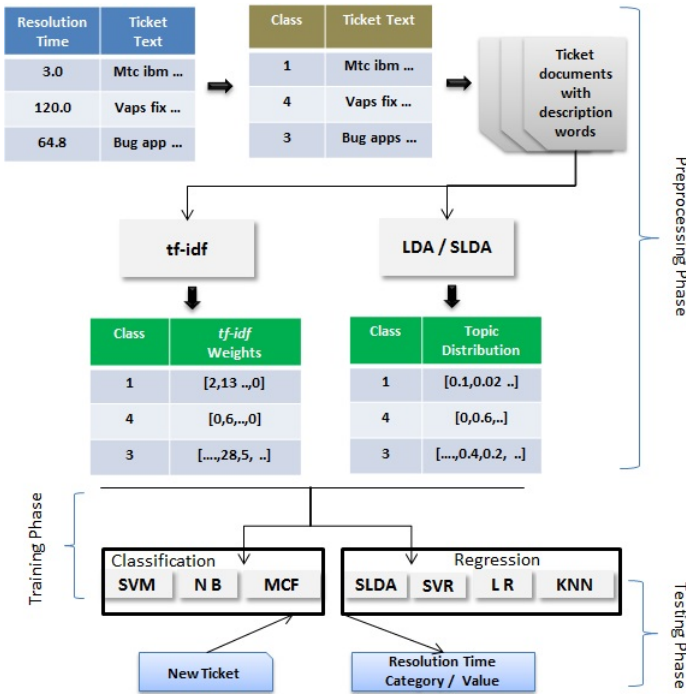 Resolution Time
Ticket Text
3.0
Mtc ibm ...
120.0
Vaps fix ...
64.8
Bug app ...
Class
Ticket Text
1
Mtc ibm ...
4
Vaps fix ...
3
Bug apps ...
Ticket
documents
with
description
words
Preprocessing Phase
tf-idf
LDA / SLDA
Class
tf-idf
Weights
1
[2,13 ..,0]
4
[0,6,..,0]
3
[....,28,5, ..]
Class
Topic
Distribution
1
[0.1,0.02 ..]
4
[0,0.6,..]
3
[....,0.4,0.2, ..]
Training Phase
Classification
SVM
N B
MCF
Regression
SLDA
SVR
L R
KNN
Testing Phase
New Ticket
Resolution Time
Category / Value